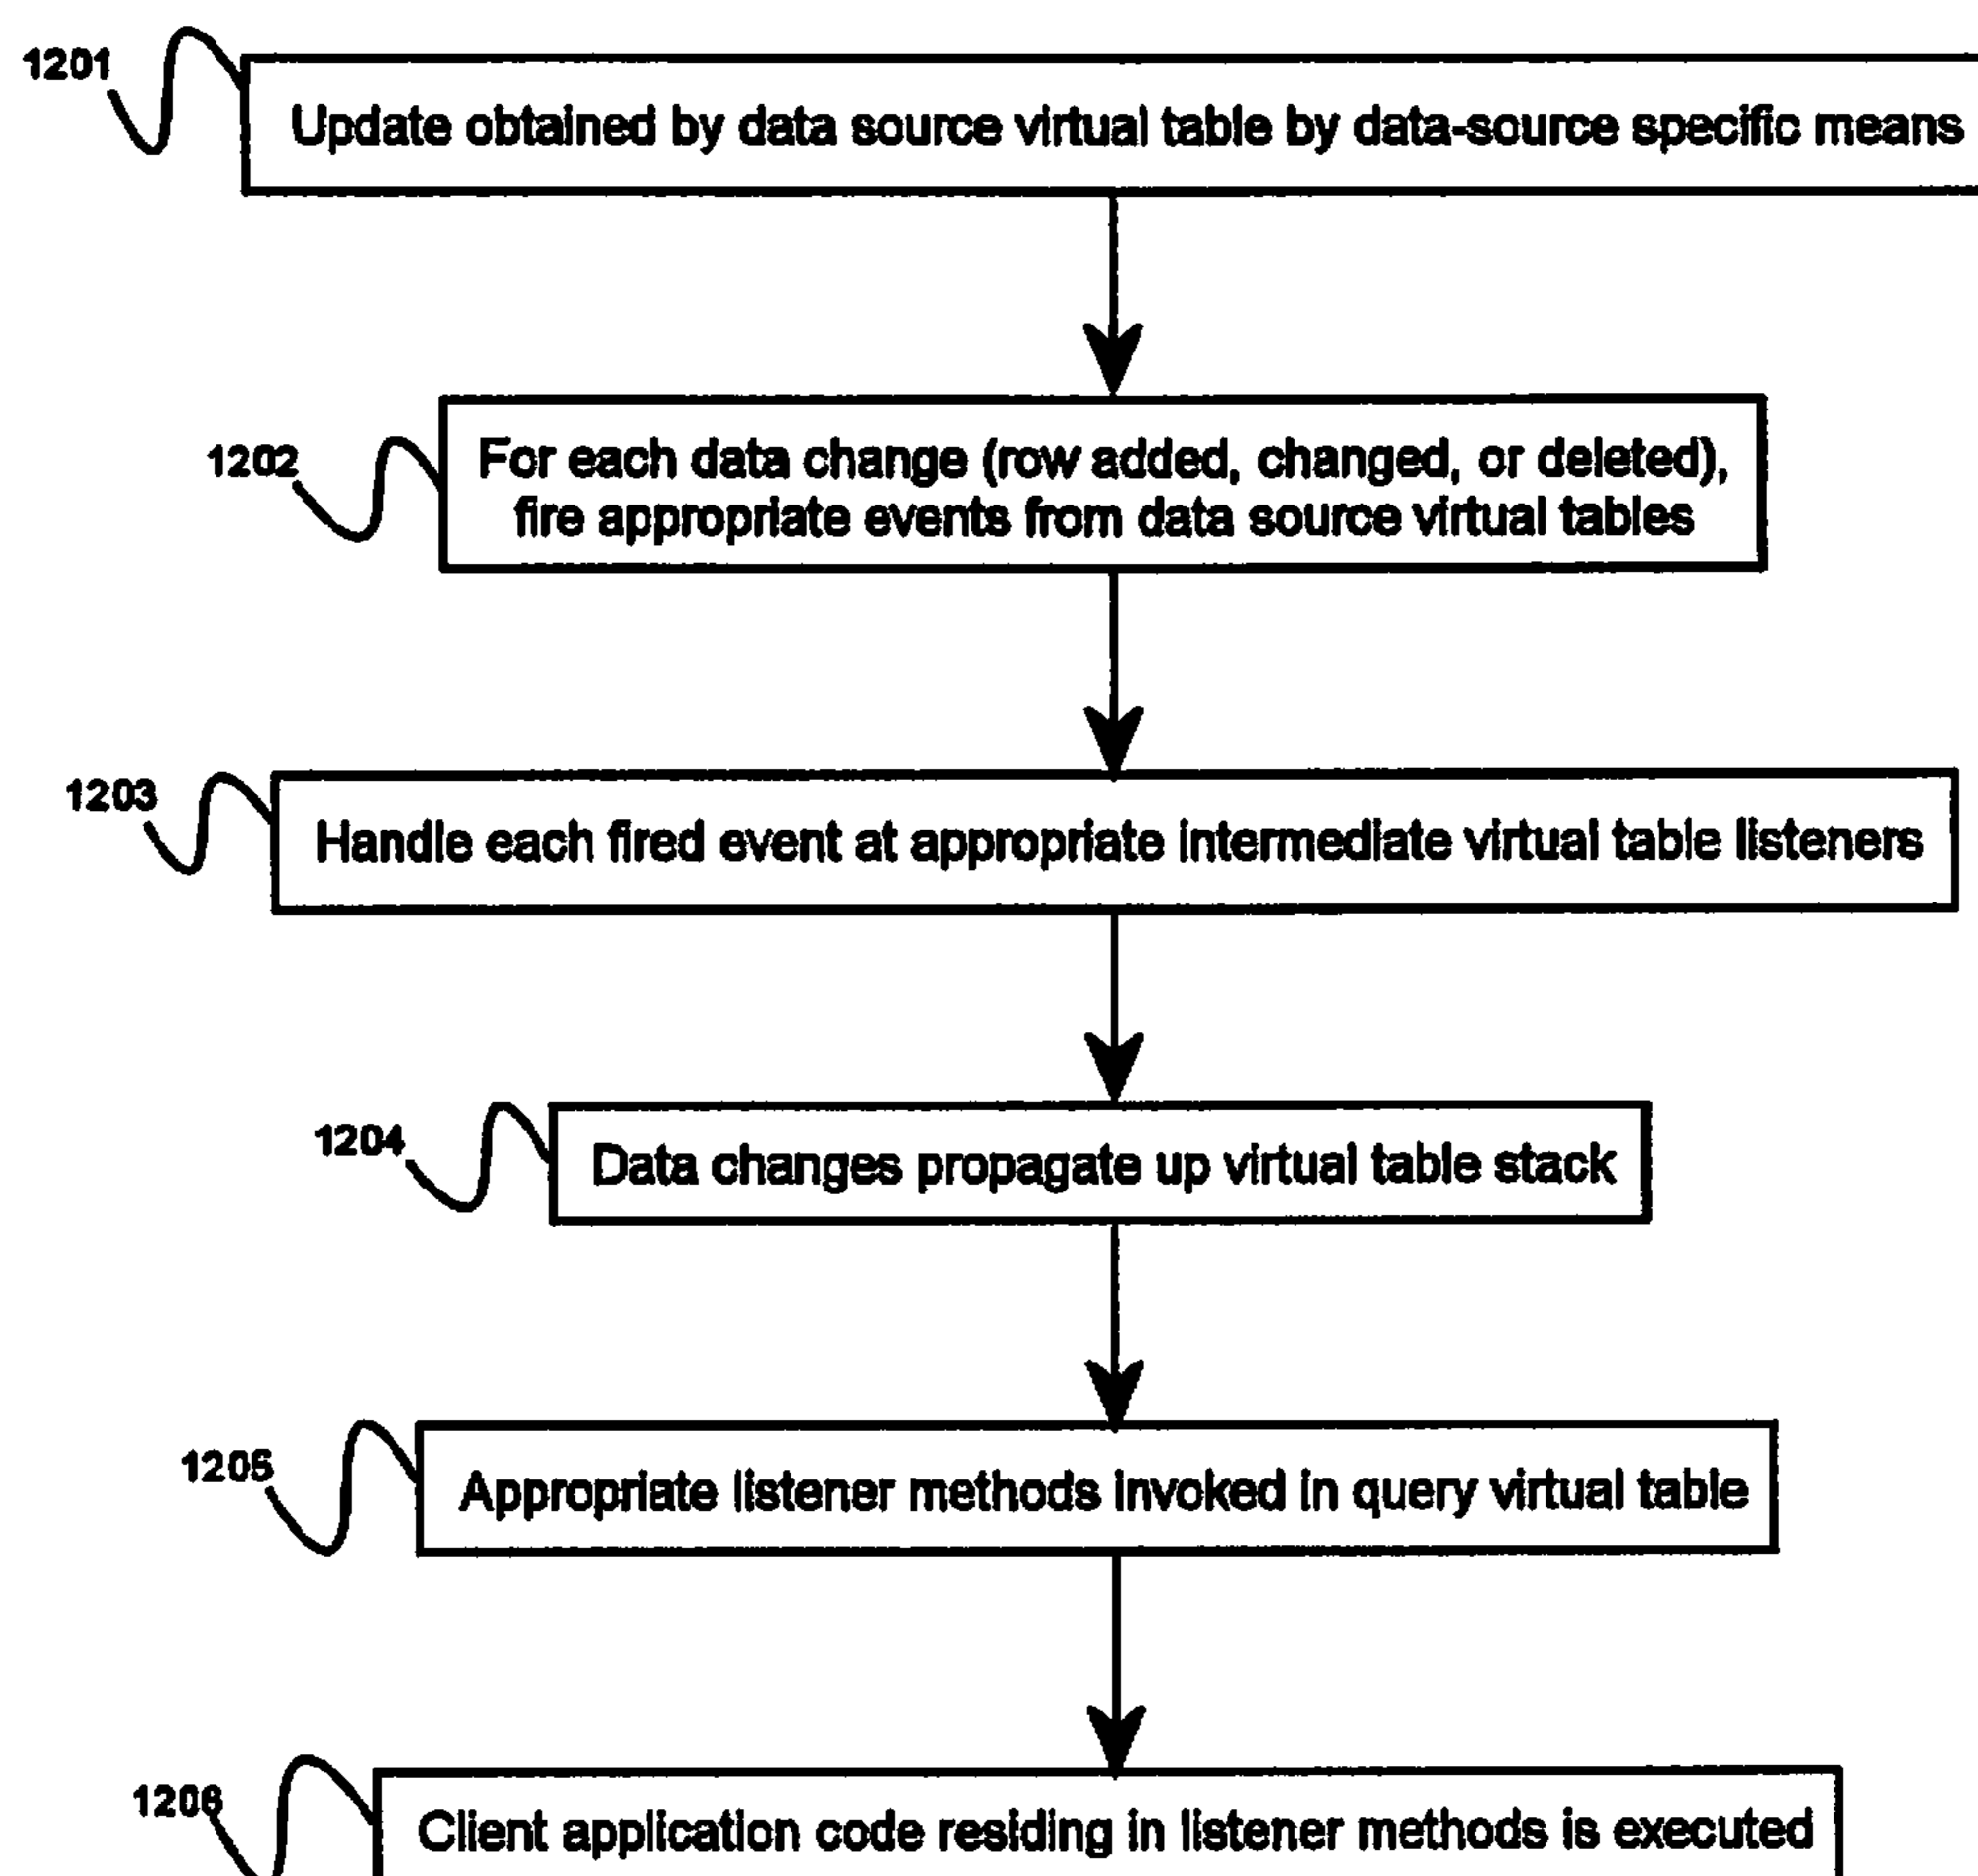 1201
Update obtained by data source virtual table by data-source specific means
1202
For each data change (row added, changed, or deleted),
fire appropriate events from data source virtual tables
1203
Handle each fired event at appropriate intermediate virtual table listeners
1204
Data changes propagate up virtual table stack
1205
Appropriate listener methods invoked in query virtual table
1206
Client application code residing in listener methods is executed